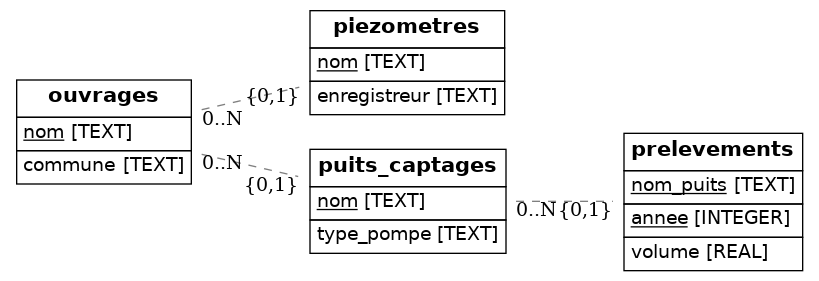 piezometres
nom [TEXT]
enregistreur [TEXT]
ouvrages
nom [TEXT]
commune [TEXT]
{0,1}
0..N
0..N
{0,1}
puits_captages
nom [TEXT]
type_pompe [TEXT]
0..N
{0,1}
prelevements
nom_puits [TEXT]
annee [INTEGER]
volume [REAL]